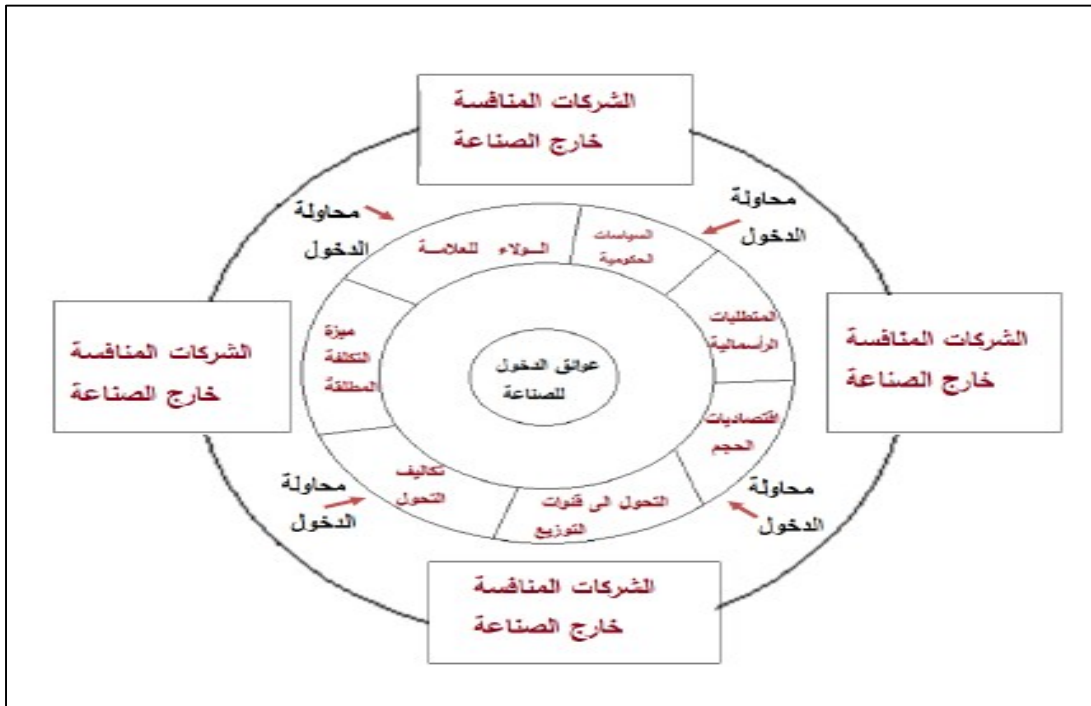 الشركات المنافسة
خارج الصناعة
محاولة
الدخول
محاولة
الدخول
السياسات
الحكومية
الـولاء للعلامـة
المتطلبات
الرأسمالية
ميزة
التكلفة
المطلقة
الشركات المنافسة
خارج الصناعة
الشركات المنافسة
خارج الصناعة
عوائق الدخول
للصناعة
اقتصاديات
الحجم
تكاليف
التحول
التحول الى قنوات
التوزيع
محاولة
الدخول
محاولة
الدخول
الشركات المنافسة
خارج الصناعة